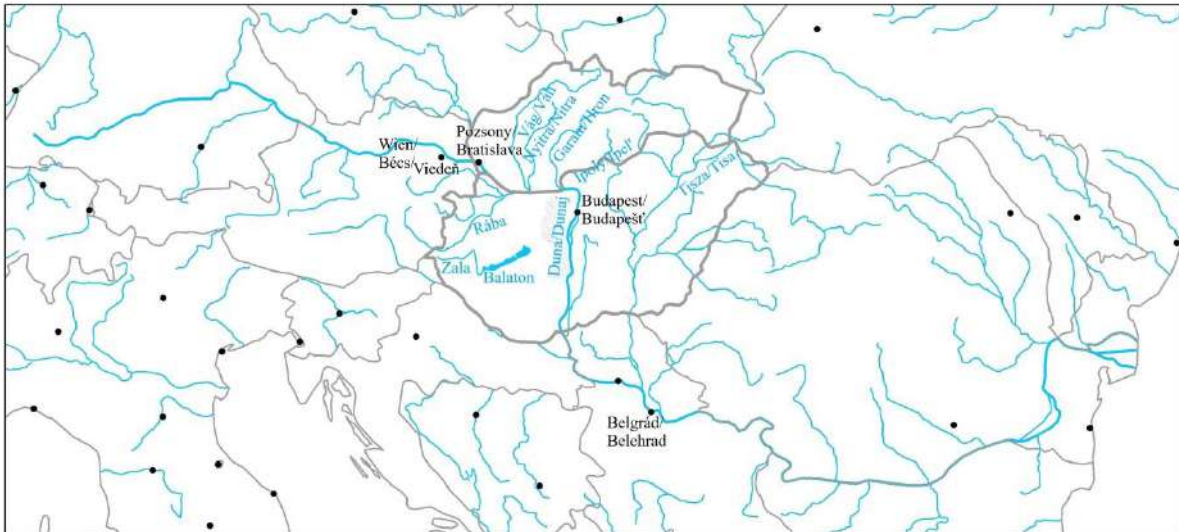 Wien/
Bécs/Viedeň
Pozsony/
Bratislava
Vág/Váh
Nyitra/Nitra
Garam/Hron
Ipoly/Ipeľ
Tisza/Tisa
Budapest/
Budapešť
Duna/Dunaj
Rába
Zala
Balaton
Belgrád/
Belehrad